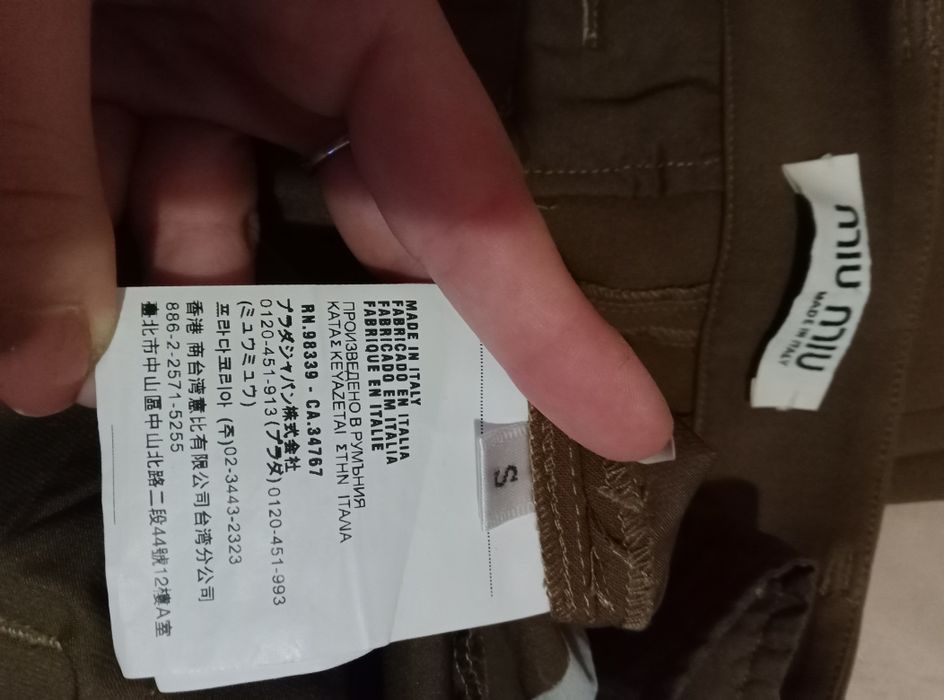 miu miu
MADE IN ITALY
MADE IN ITALY
FABRICADO EN ITALIA
FABRICADO EM ITALIA
FABRIQUE EN ITALIE
ПРОИЗВЕДЕНО В РУМЪНИЯ
ΚΑΤΑΣΚΕΥΑΖΕΤΑΙ ΣΤΗΝ ΙΤΑΛΙΑ
RN.98339 - CA.34767
プラダジャパン株式会社
0120-451-913 (プラダ) 0120-451-993
(ミュウミュウ)
프라다코리아 (주)02-3443-2323
香港商台湾蕙比有限公司台湾分公司
886-2-2571-5255
臺北市中山區中山北路二段44號12樓A室
S